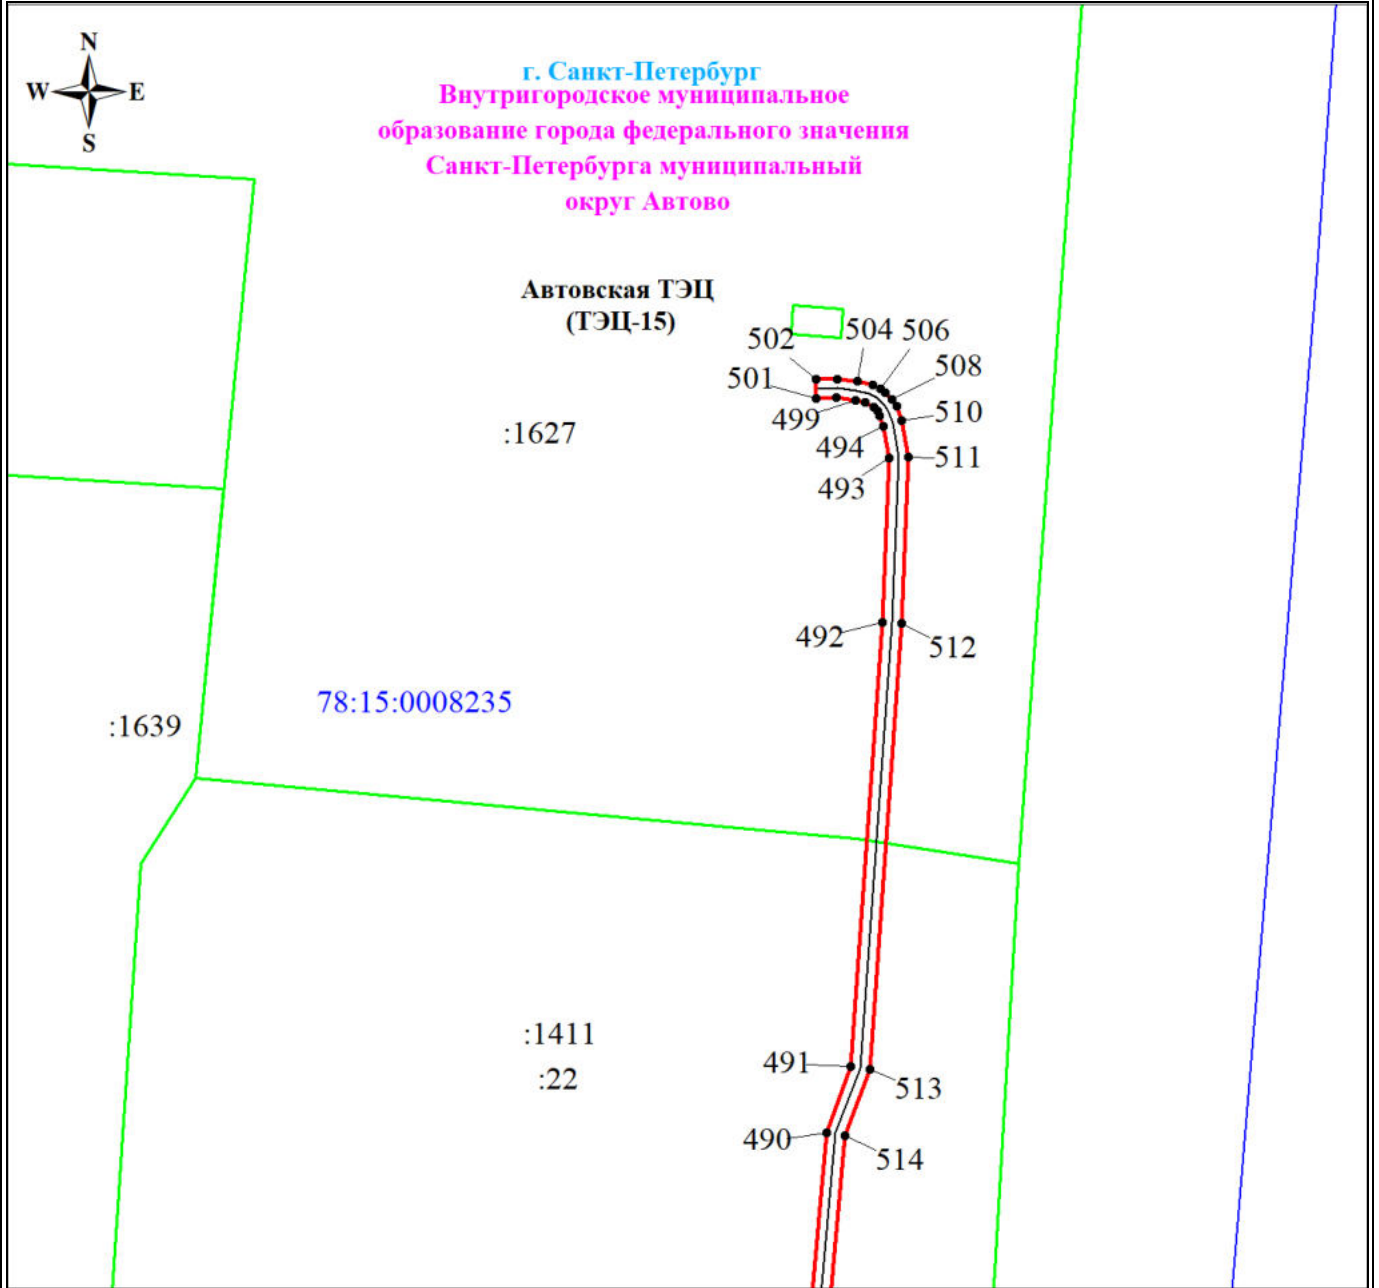 N
W E
S
г. Санкт-Петербург
Внутригородское муниципальное
образование города федерального значения
Санкт-Петербурга муниципальный
округ Автово
Автовская ТЭЦ
(ТЭЦ-15)
502
504
506
501
508
499
510
:1627
494
511
493
492
512
78:15:0008235
:1639
:1411
491
:22
513
490
514